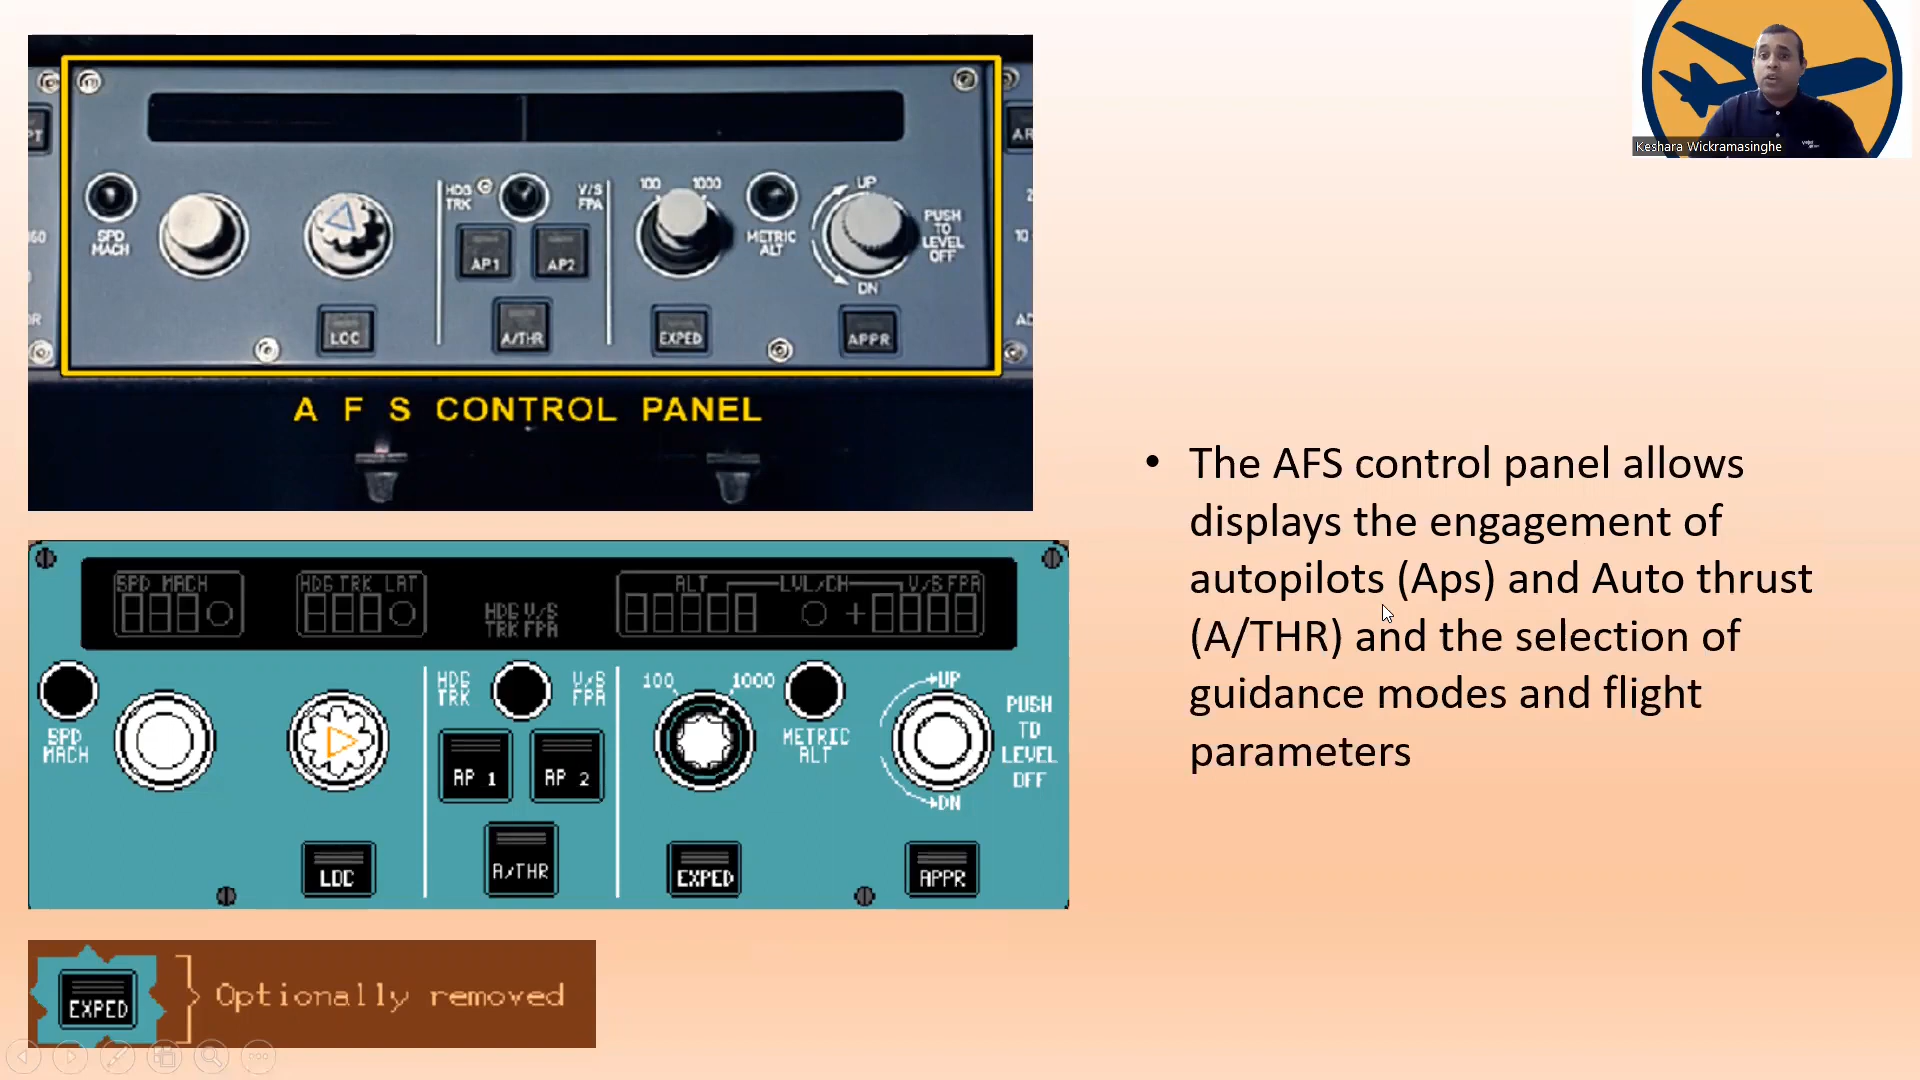 SPD
MACH
HDG
TRK
V/S
FPA
AP1
AP2
LOC
A/THR
100
1000
METRIC
ALT
UP
DN
PUSH
TO
LEVEL
OFF
EXPED
APPR
A F S CONTROL PANEL
SPD MACH
HDG TRK LAT
HDG V/S
TRK FPA
ALT LVL/CH V/S FPA
SPD
MACH
HDG
TRK
V/S
FPA
AP 1
AP 2
LOC
A/THR
100
1000
METRIC
ALT
UP
DN
PUSH
TO
LEVEL
OFF
EXPED
APPR
EXPED
Optionally removed
Keshara Wickramasinghe
• The AFS control panel allows
displays the engagement of
autopilots (Aps) and Auto thrust
(A/THR) and the selection of
guidance modes and flight
parameters